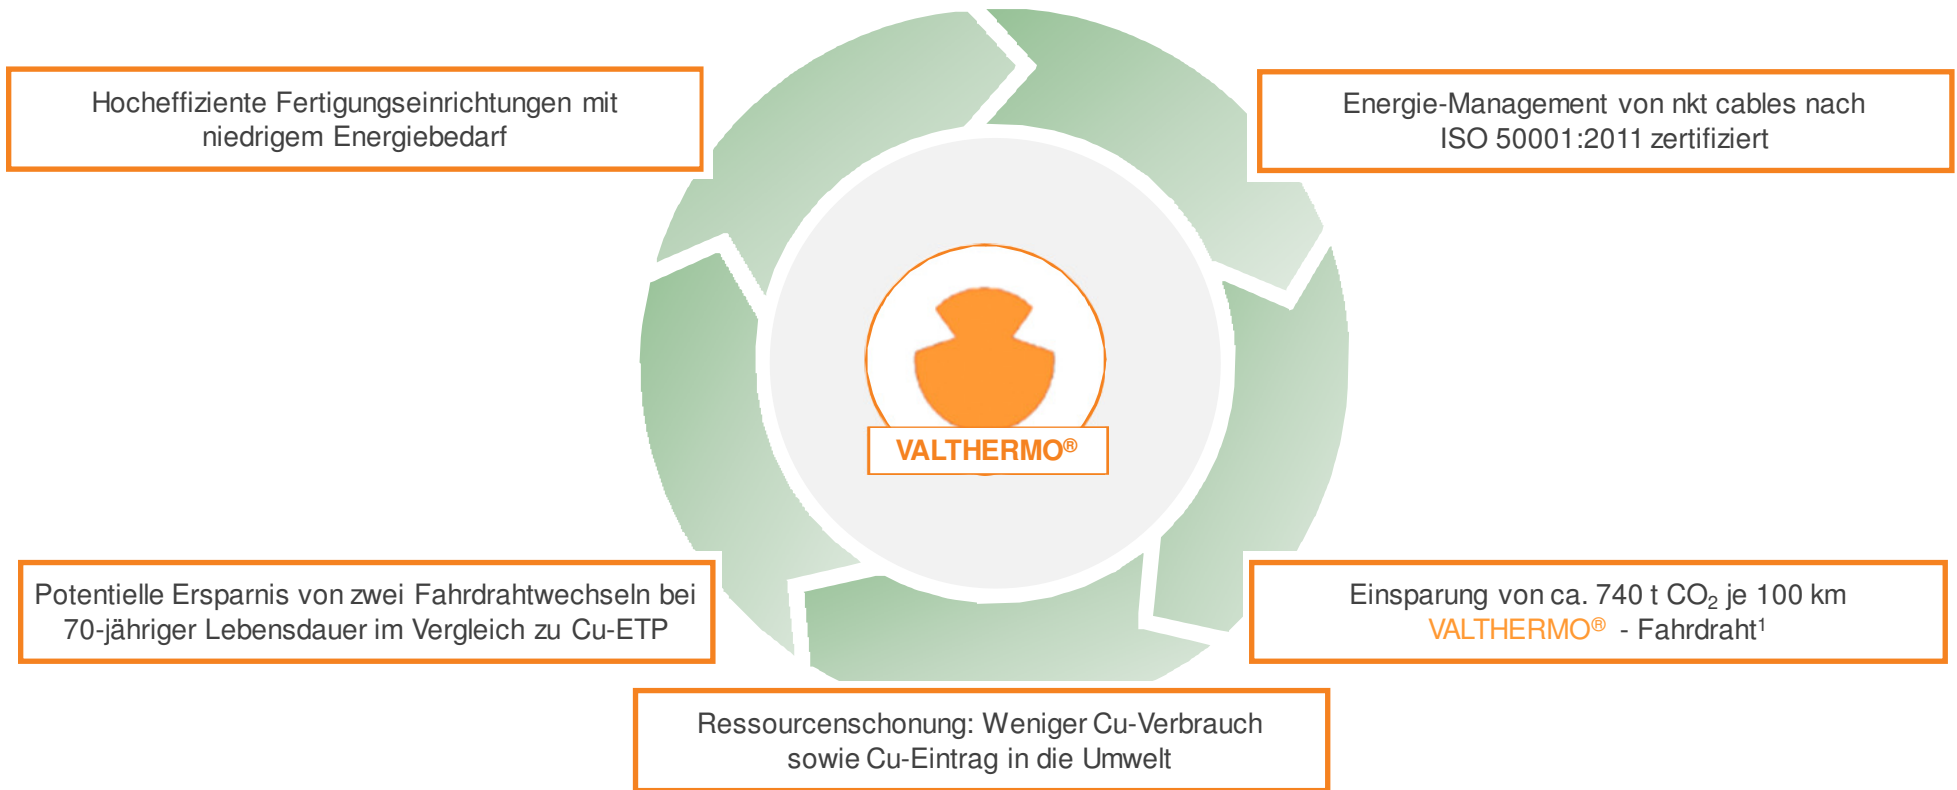 Hocheffiziente Fertigungseinrichtungen mit
niedrigem Energiebedarf
Energie-Management von nkt cables nach
ISO 50001:2011 zertifiziert
VALTHERMO®
Potentielle Ersparnis von zwei Fahrdrahtwechseln bei
70-jähriger Lebensdauer im Vergleich zu Cu-ETP
Einsparung von ca. 740 t CO₂ je 100 km
VALTHERMO® - Fahrdraht¹
Ressourcenschonung: Weniger Cu-Verbrauch
sowie Cu-Eintrag in die Umwelt